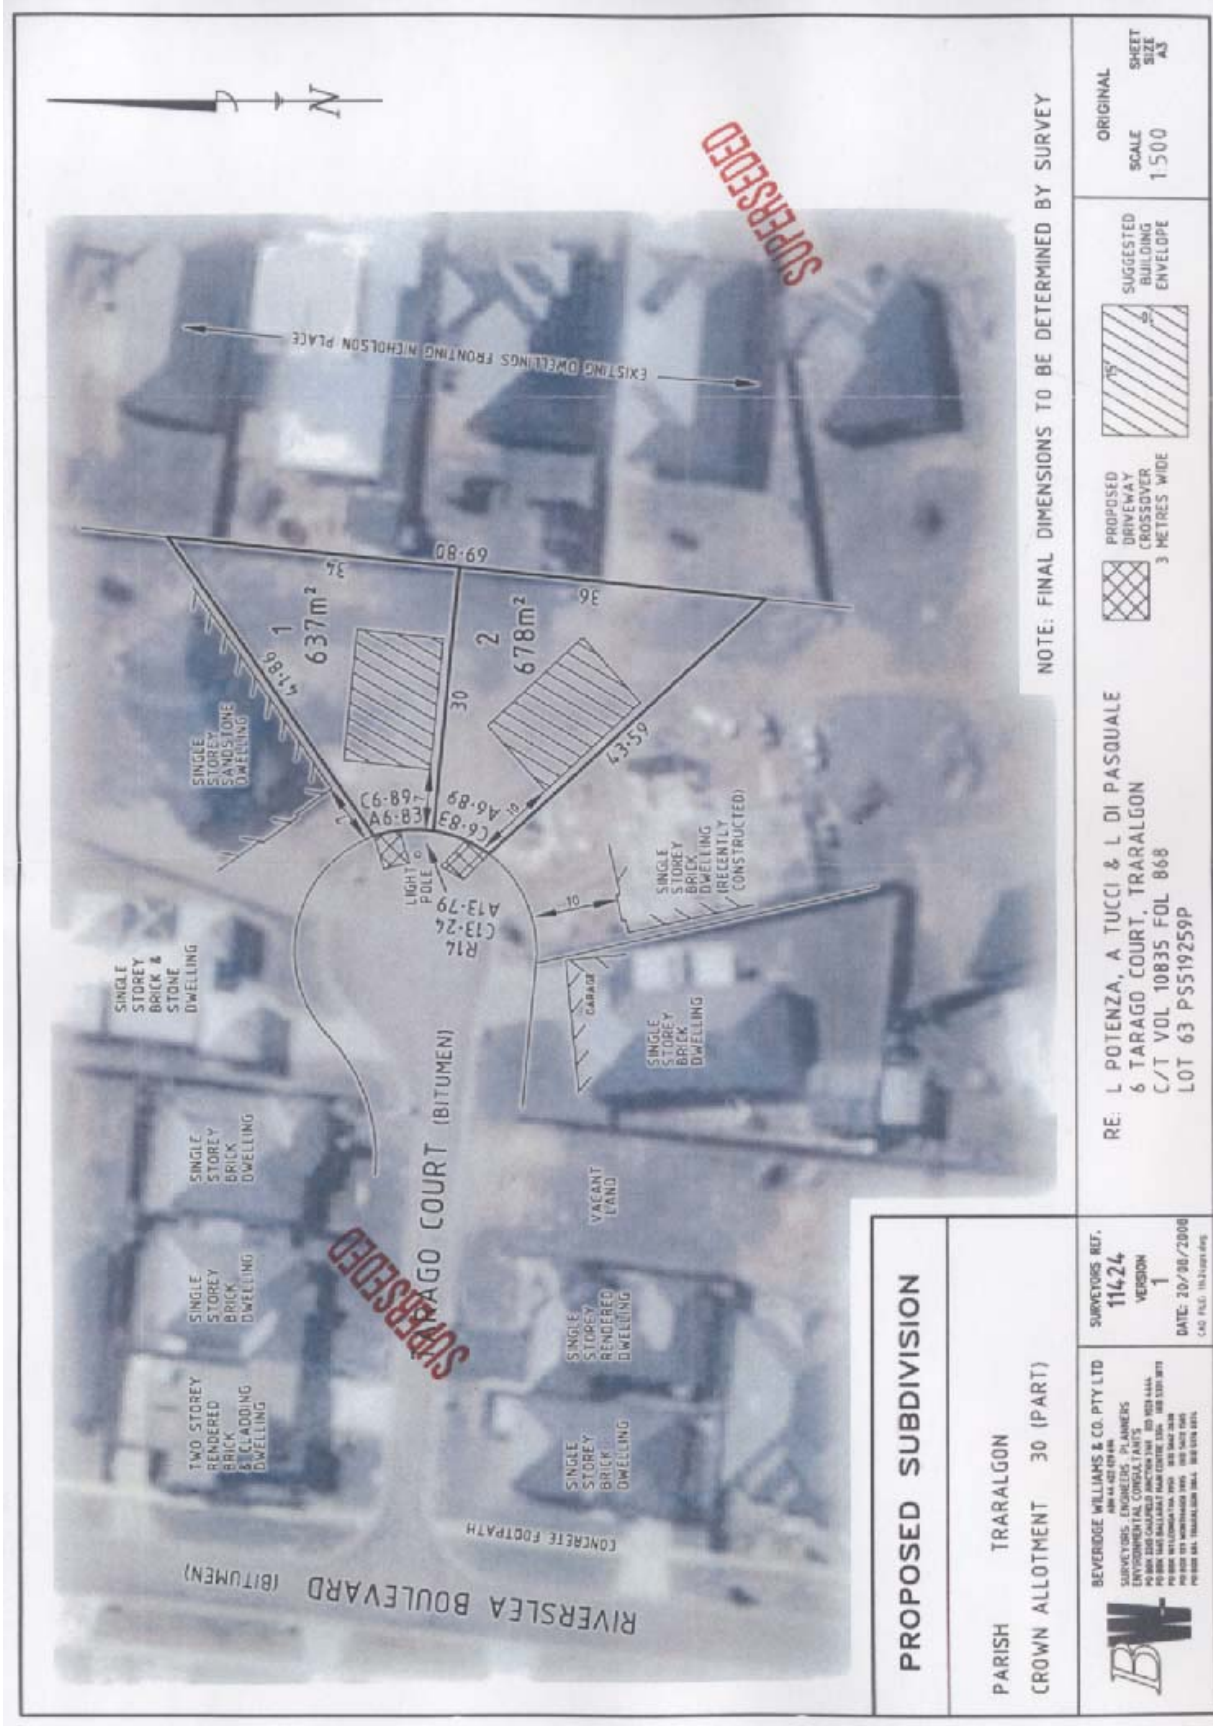 SUPERSEDED
SUPERSEDED
N
TWO STOREY
RENDERED
BRICK
& CLADDING
DWELLING
SINGLE
STOREY
BRICK
DWELLING
SINGLE
STOREY
BRICK
DWELLING
SINGLE
STOREY
BRICK &
STONE
DWELLING
SINGLE
STOREY
SANDSTONE
DWELLING
EXISTING DWELLINGS FRONTING NICHOLSON PLACE
1
637m²
2
678m²
41·86
34
69·80
36
30
43·59
7
7
10
10
C6·89
A6·83
A6·89
C6·83
LIGHT
POLE
A13·79
C13·24
R14
TARAGO COURT (BITUMEN)
SINGLE
STOREY
BRICK
DWELLING
(RECENTLY
CONSTRUCTED)
GARAGE
SINGLE
STOREY
BRICK
DWELLING
VACANT
LAND
SINGLE
STOREY
RENDERED
DWELLING
SINGLE
STOREY
BRICK
DWELLING
CONCRETE FOOTPATH
RIVERSLEA BOULEVARD (BITUMEN)
NOTE: FINAL DIMENSIONS TO BE DETERMINED BY SURVEY
PROPOSED SUBDIVISION
PARISH TRARALGON
CROWN ALLOTMENT 30 (PART)
BW
BEVERIDGE WILLIAMS & CO. PTY LTD
SURVEYORS . ENGINEERS . PLANNERS
ENVIRONMENTAL CONSULTANTS
SURVEYORS REF.
11424
VERSION
1
DATE: 20/08/2008
RE: L POTENZA, A TUCCI & L DI PASQUALE
6 TARAGO COURT, TRARALGON
C/T VOL 10835 FOL 868
LOT 63 PS519259P
PROPOSED
DRIVEWAY
CROSSOVER
3 METRES WIDE
15
SUGGESTED
BUILDING
ENVELOPE
ORIGINAL
SCALE
1:500
SHEET
SIZE
A3